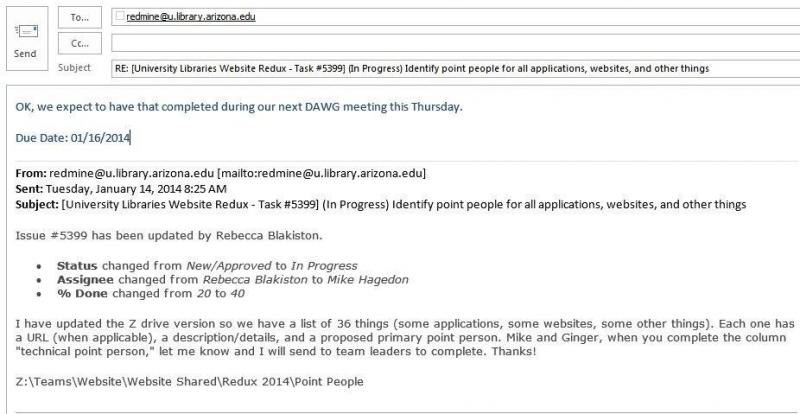 To...
redmine@u.library.arizona.edu
Send
Cc...
Subject
RE: [University Libraries Website Redux - Task #5399] (In Progress) Identify point people for all applications, websites, and other things
OK, we expect to have that completed during our next DAWG meeting this Thursday.
Due Date: 01/16/2014
From: redmine@u.library.arizona.edu [mailto:redmine@u.library.arizona.edu]
Sent: Tuesday, January 14, 2014 8:25 AM
Subject: [University Libraries Website Redux - Task #5399] (In Progress) Identify point people for all applications, websites, and other things
Issue #5399 has been updated by Rebecca Blakiston.
• Status changed from New/Approved to In Progress
• Assignee changed from Rebecca Blakiston to Mike Hagedon
• % Done changed from 20 to 40
I have updated the Z drive version so we have a list of 36 things (some applications, some websites, some other things). Each one has
a URL (when applicable), a description/details, and a proposed primary point person. Mike and Ginger, when you complete the column
"technical point person," let me know and I will send to team leaders to complete. Thanks!
Z:\Teams\Website\Website Shared\Redux 2014\Point People